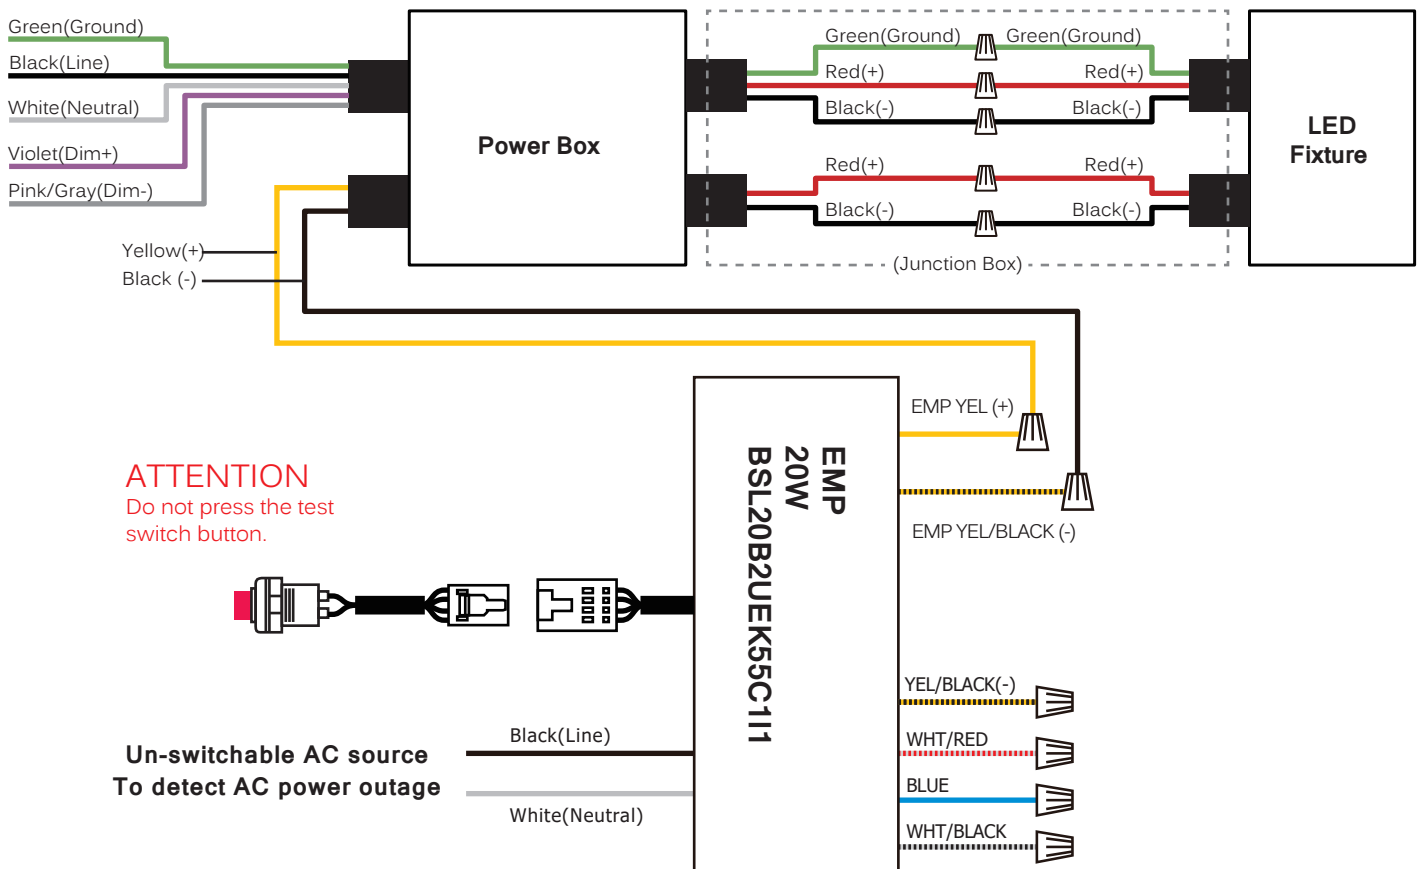 Green(Ground)
Black(Line)
White(Neutral)
Violet(Dim+)
Pink/Gray(Dim-)
Yellow(+)
Black (-)
Power Box
Green(Ground)
Green(Ground)
Red(+)
Red(+)
Black(-)
Black(-)
Red(+)
Red(+)
Black(-)
Black(-)
(Junction Box)
LED
Fixture
ATTENTION
Do not press the test
switch button.
EMP
20W
BSL20B2UEK55C1I1
EMP YEL (+)
EMP YEL/BLACK (-)
Un-switchable AC source
To detect AC power outage
Black(Line)
White(Neutral)
YEL/BLACK(-)
WHT/RED
BLUE
WHT/BLACK